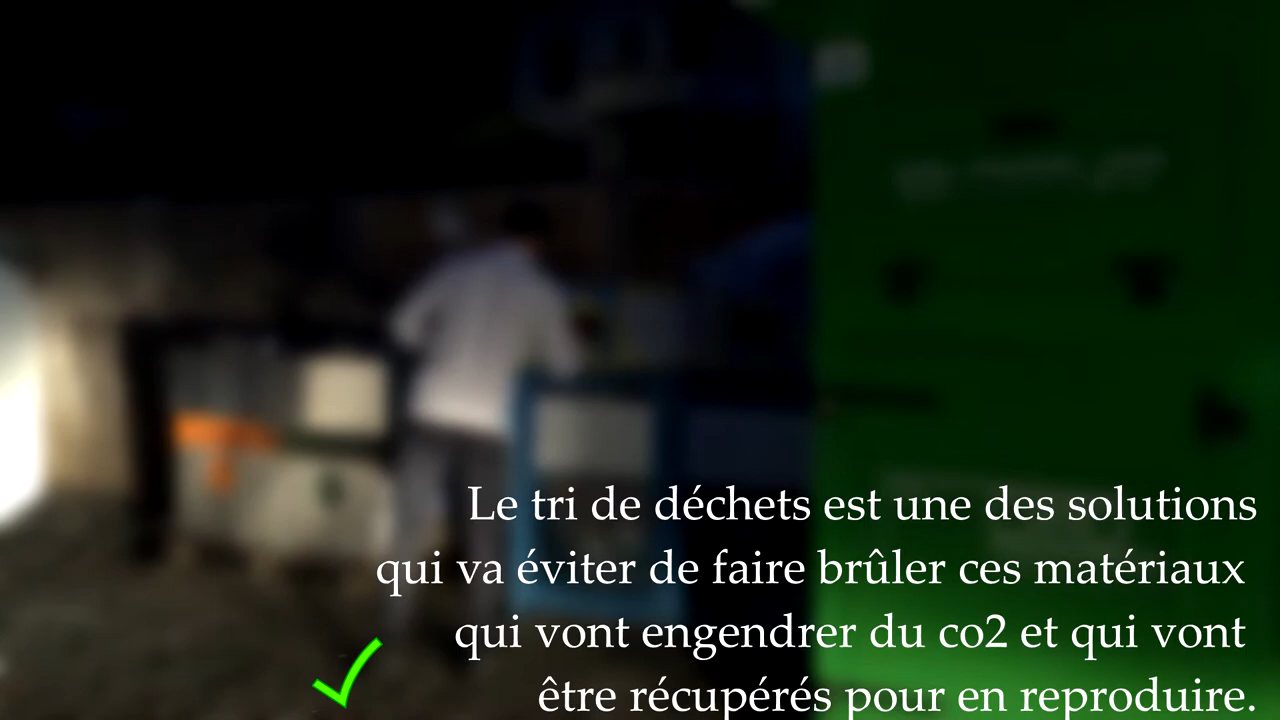 Le tri de déchets est une des solutions
qui va éviter de faire brûler ces matériaux
qui vont engendrer du co2 et qui vont
être récupérés pour en reproduire.